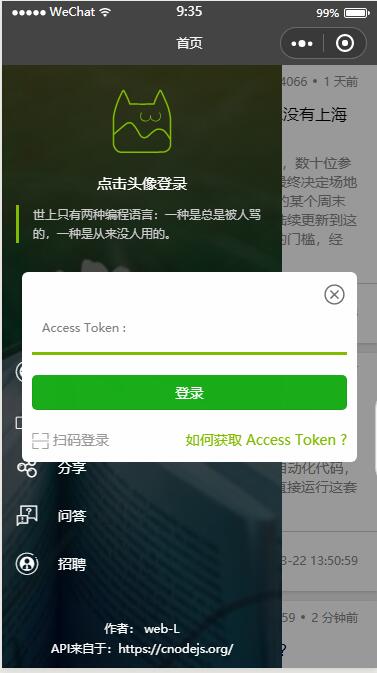 WeChat 9:35 99%
首页
4066 • 1 天前
没有上海
点击头像登录
，数十位参
最终决定场地
的某个周末
陆续更新到这
的门槛，经
世上只有两种编程语言：一种是总是被人骂
的，一种是从来没人用的。
Access Token :
登录
扫码登录
如何获取 Access Token ?
分享
自动化代码，
直接运行这套
问答
招聘
3-22 13:50:59
59 • 2 分钟前
?
作者： web-L
API来自于：https://cnodejs.org/